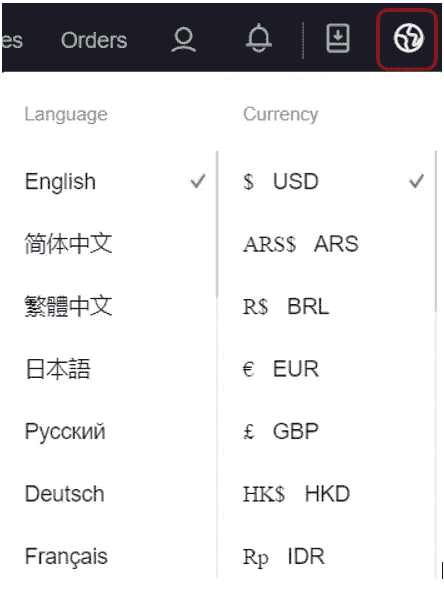 es Orders
Language
English
简体中文
繁體中文
日本語
Русский
Deutsch
Français
Currency
$ USD
ARS$ ARS
R$ BRL
€ EUR
£ GBP
HK$ HKD
Rp IDR